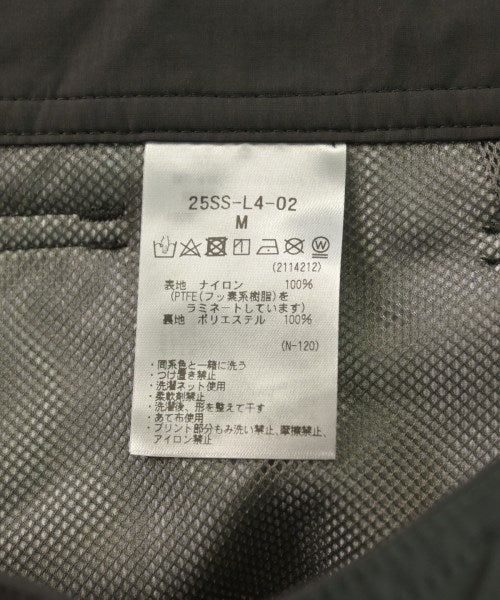 25SS-L4-02
M
W
(2114212)
表地 ナイロン 100%
(PTFE(フッ素系樹脂)を
ラミネートしています)
裏地 ポリエステル 100%
(N-120)
・同系色と一緒に洗う
・つけ置き禁止
・洗濯ネット使用
・柔軟剤禁止
・洗濯後、形を整えて干す
・あて布使用
・プリント部分もみ洗い禁止、摩擦禁止、
アイロン禁止